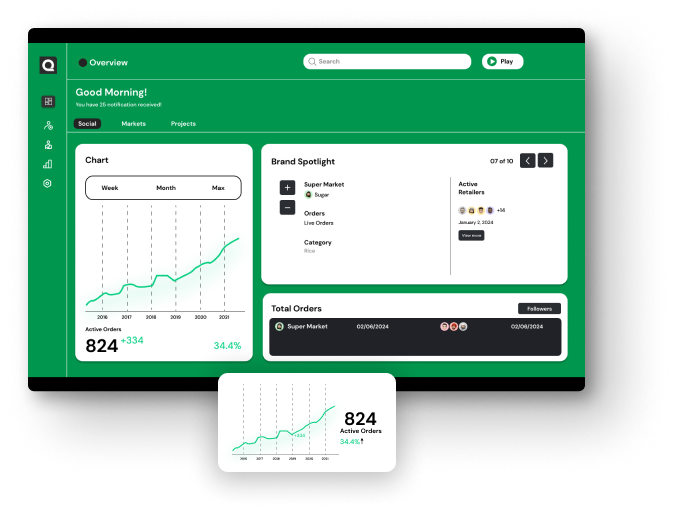 Overview
Search
Play
Good Morning!
You have 25 notification received!
Social
Markets
Projects
Chart
Week
Month
Max
2016 2017 2018 2019 2020 2021
Active Orders
824 +334
34.4%
Brand Spotlight
07 of 10
Super Market
Sugar
Orders
Live Orders
Category
Rice
Active
Retailers
+14
January 2, 2024
View more
Total Orders
Followers
Super Market
02/06/2024
02/06/2024
+334
2016 2017 2018 2019 2020 2021
824
Active Orders
34.4%